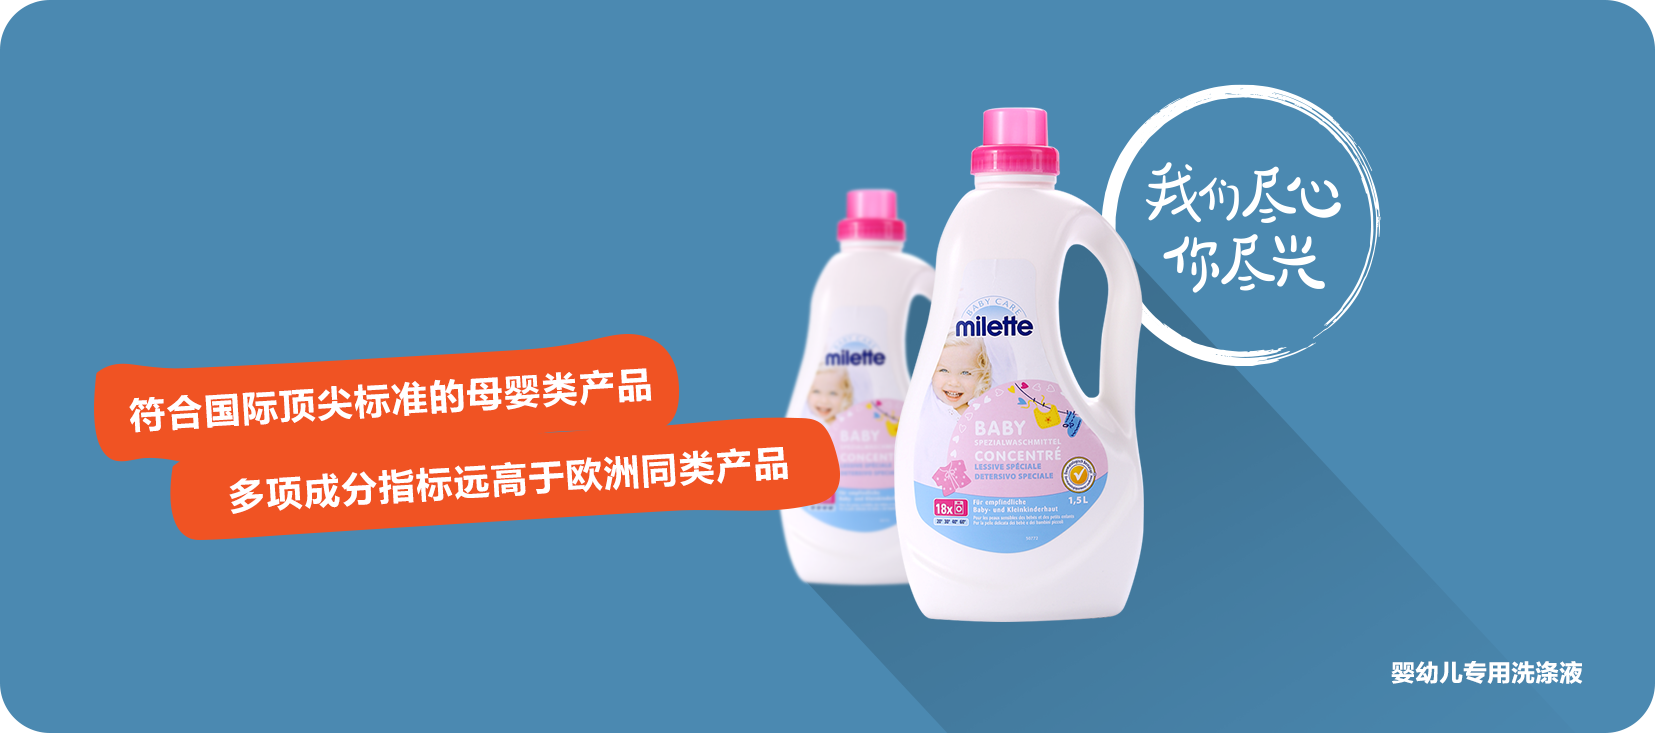 我们尽心
你尽兴
符合国际顶尖标准的母婴类产品
多项成分指标远高于欧洲同类产品
milette
BABY
CONCENTRÉ
BABY CARE
milette
BABY
SPEZIALWASCHMITTEL
CONCENTRÉ
LESSIVE SPÉCIALE
DETERSIVO SPECIALE
18x
Für empfindliche
Baby- und Kleinkinderhaut
1,5 L
婴幼儿专用洗涤液